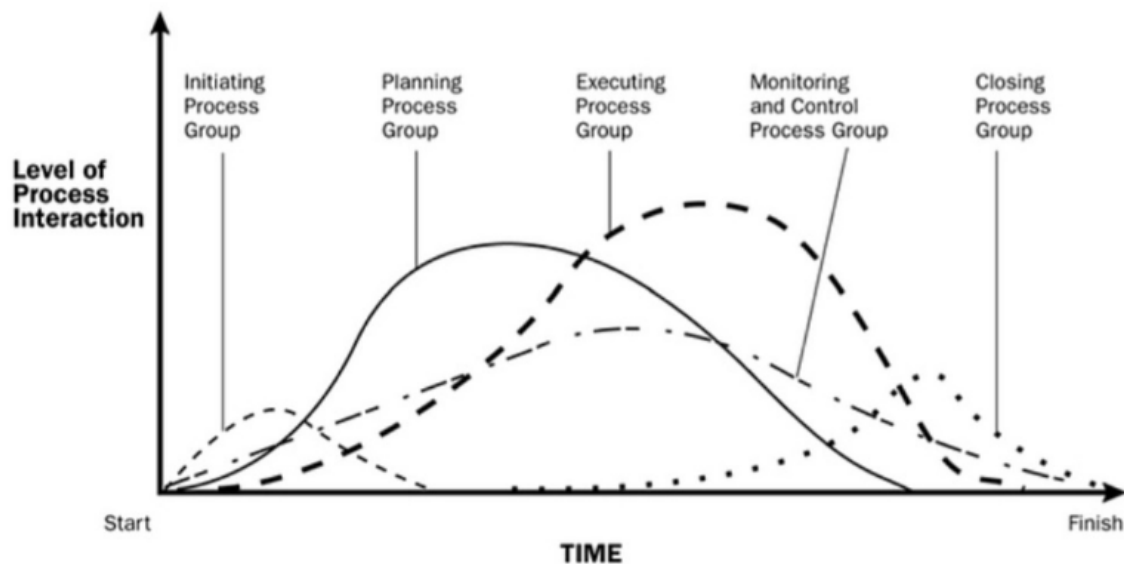 Initiating
Process
Group
Planning
Process
Group
Executing
Process
Group
Monitoring
and Control
Process Group
Closing
Process
Group
Level of
Process
Interaction
Start
Finish
TIME